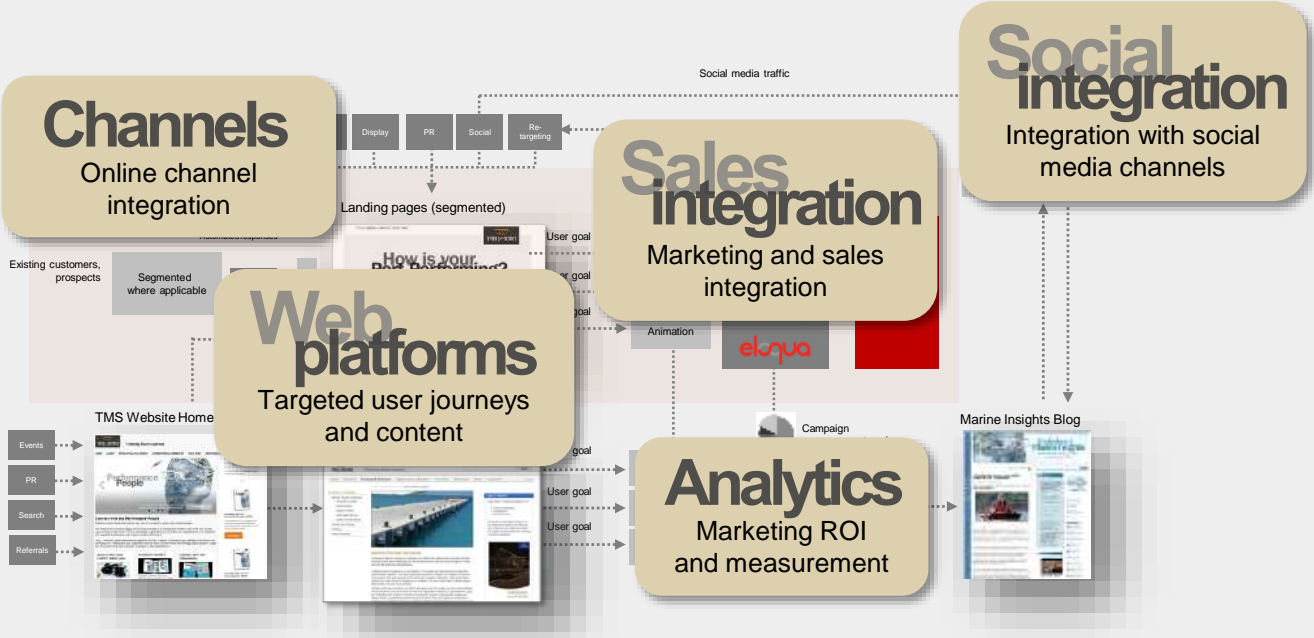 Social
integration
Integration with social
media channels
Social media traffic
Channels
Online channel
integration
Display
PR
Social
Re-
targeting
Sales
integration
Marketing and sales
integration
Landing pages (segmented)
User goal
How is your
Port Performing?
Existing customers,
prospects
Segmented
where applicable
goal
goal
Web
platforms
Targeted user journeys
and content
Animation
eloqua
TMS Website Home
Marine Insights Blog
Campaign
Events
PR
Search
Referrals
Performance
People
goal
User goal
User goal
Analytics
Marketing ROI
and measurement